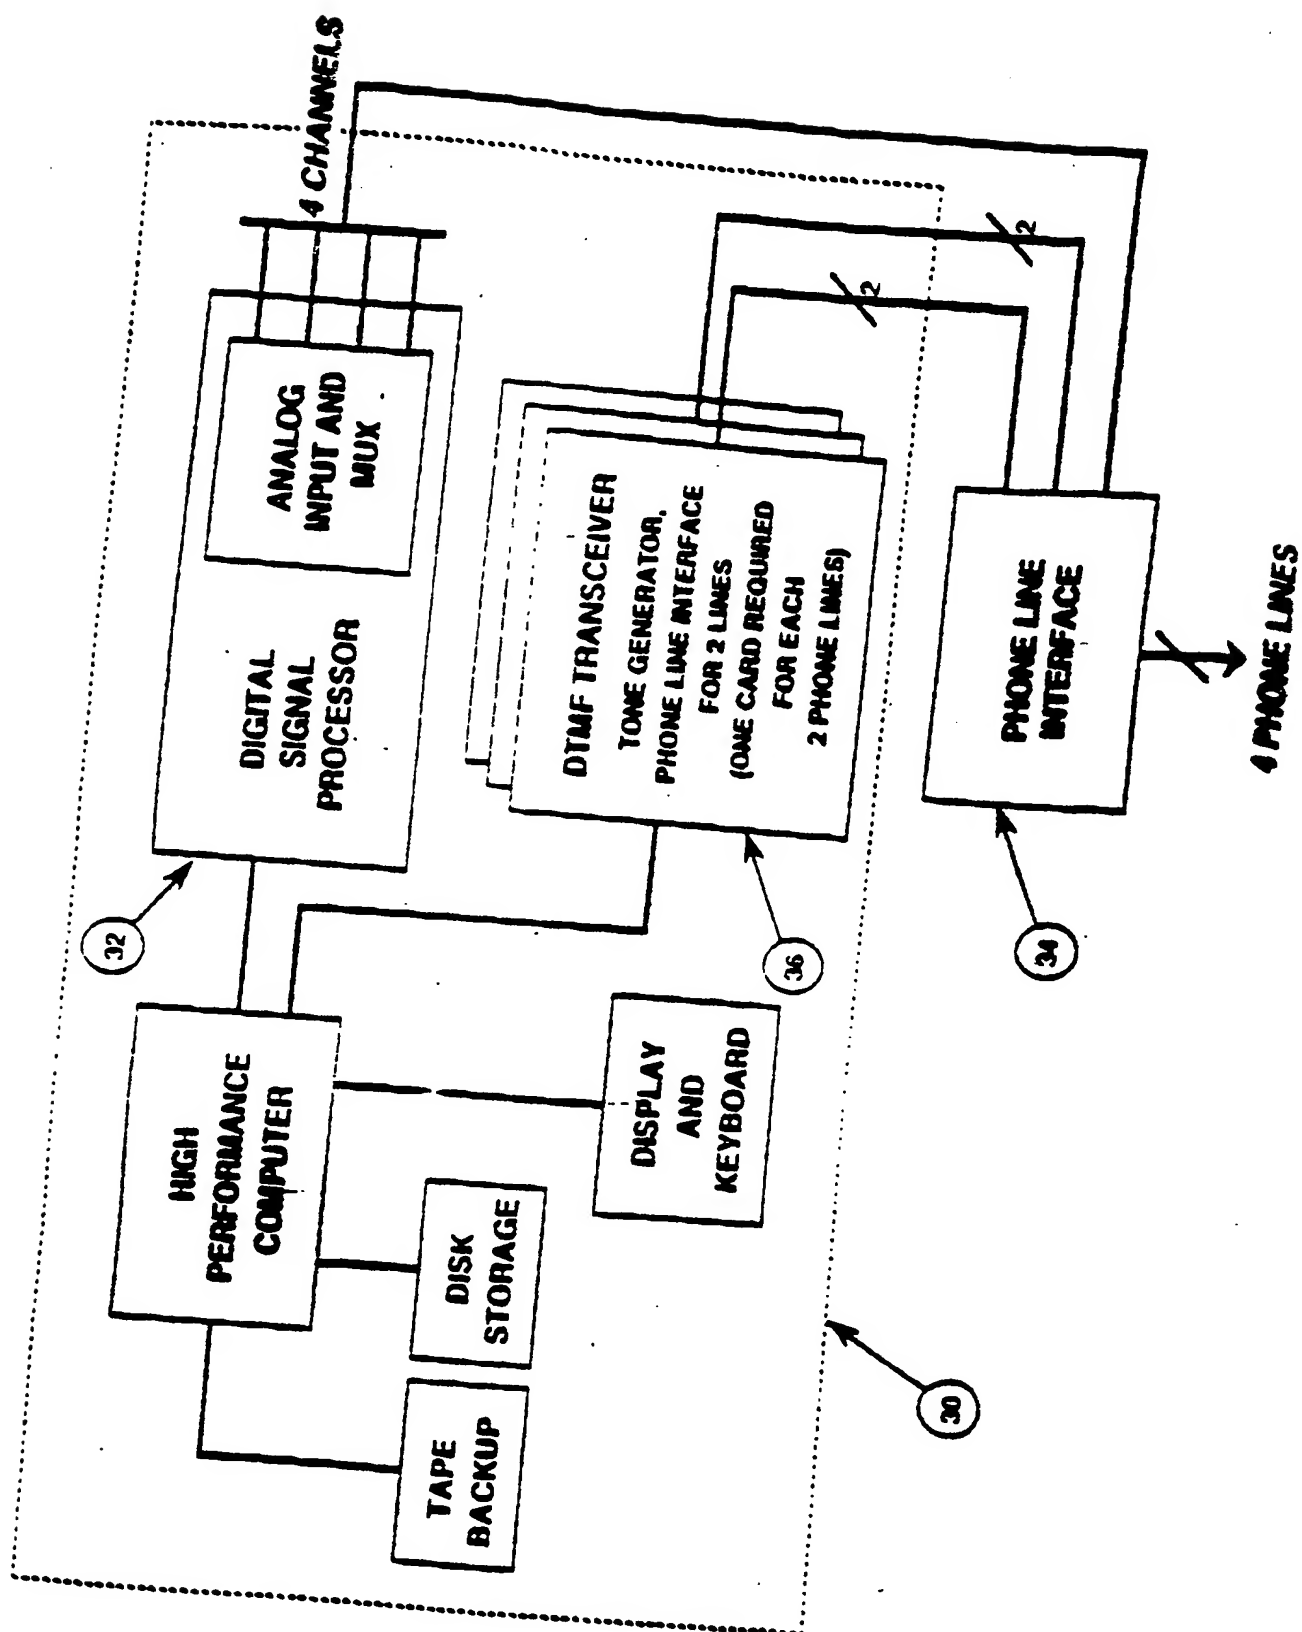 4 CHANNELS
ANALOG
INPUT AND
MUX
DIGITAL
SIGNAL
PROCESSOR
32
HIGH
PERFORMANCE
COMPUTER
TAPE
BACKUP
DISK
STORAGE
DISPLAY
AND
KEYBOARD
DTMF TRANSCEIVER
TONE GENERATOR,
PHONE LINE INTERFACE
FOR 2 LINES
(ONE CARD REQUIRED
FOR EACH
2 PHONE LINES)
36
2
2
PHONE LINE
INTERFACE
34
4 PHONE LINES
30